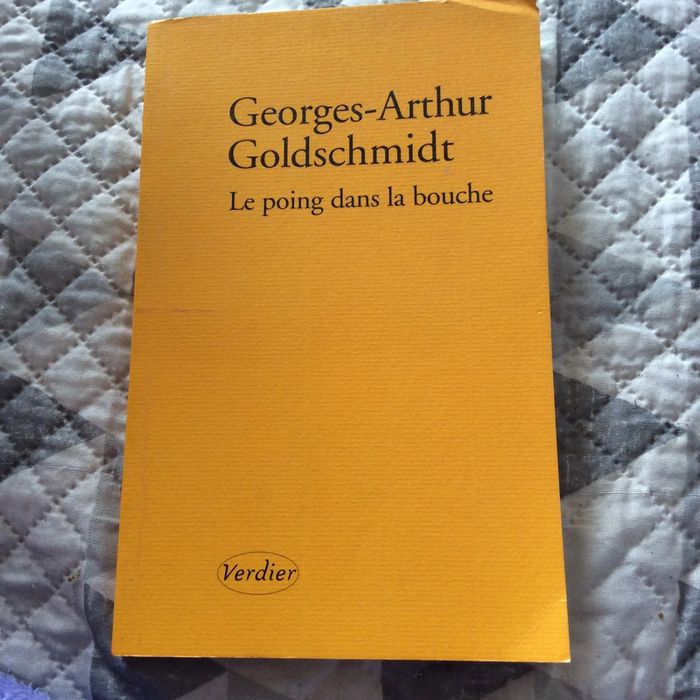 Georges-Arthur
Goldschmidt
Le poing dans la bouche
Verdier